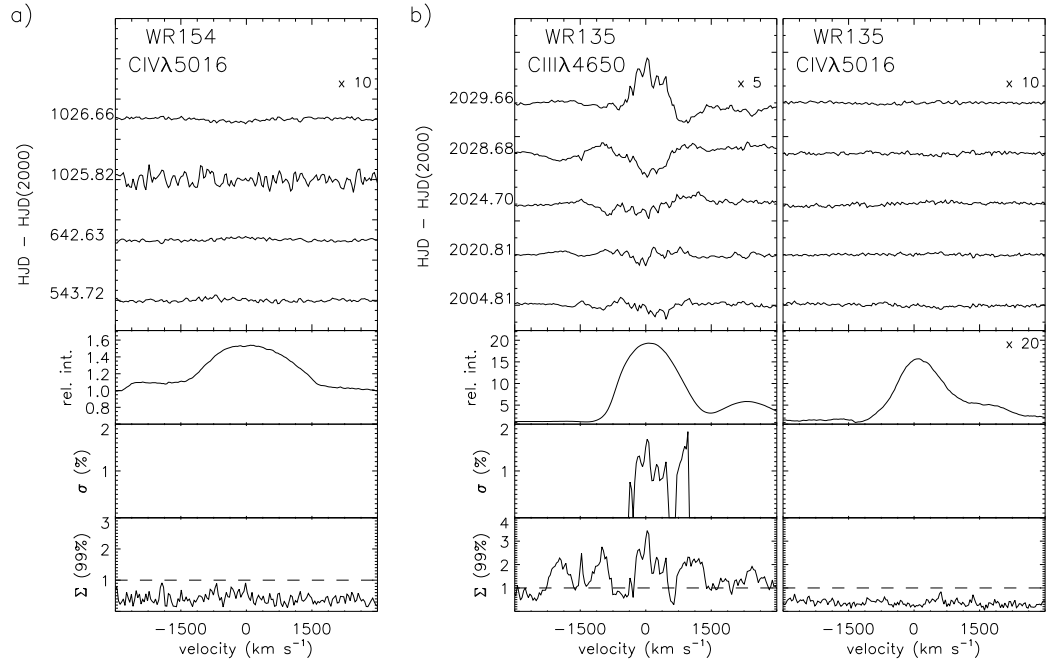 a)
WR154
CIVλ5016
x 10
1026.66
1025.82
642.63
543.72
HJD - HJD(2000)
1.6
1.4
1.2
1.0
0.8
rel. int.
2
1
σ (%)
3
2
1
Σ (99%)
-1500 0 1500
velocity (km s⁻¹)
b)
WR135
CIIIλ4650
x 5
2029.66
2028.68
2024.70
2020.81
2004.81
HJD - HJD(2000)
20
15
10
5
rel. int.
2
1
σ (%)
4
3
2
1
Σ (99%)
-1500 0 1500
velocity (km s⁻¹)
WR135
CIVλ5016
x 10
x 20
-1500 0 1500
velocity (km s⁻¹)